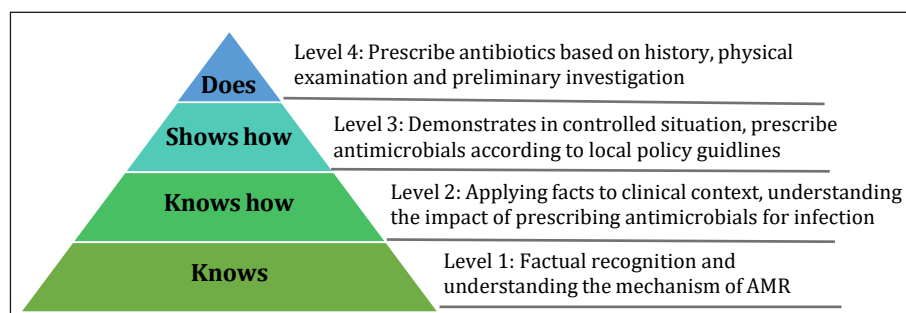 Level 4: Prescribe antibiotics based on history, physical
examination and preliminary investigation
Does
Level 3: Demonstrates in controlled situation, prescribe
antimicrobials according to local policy guidlines
Shows how
Level 2: Applying facts to clinical context, understanding
the impact of prescribing antimicrobials for infection
Knows how
Level 1: Factual recognition and
understanding the mechanism of AMR
Knows